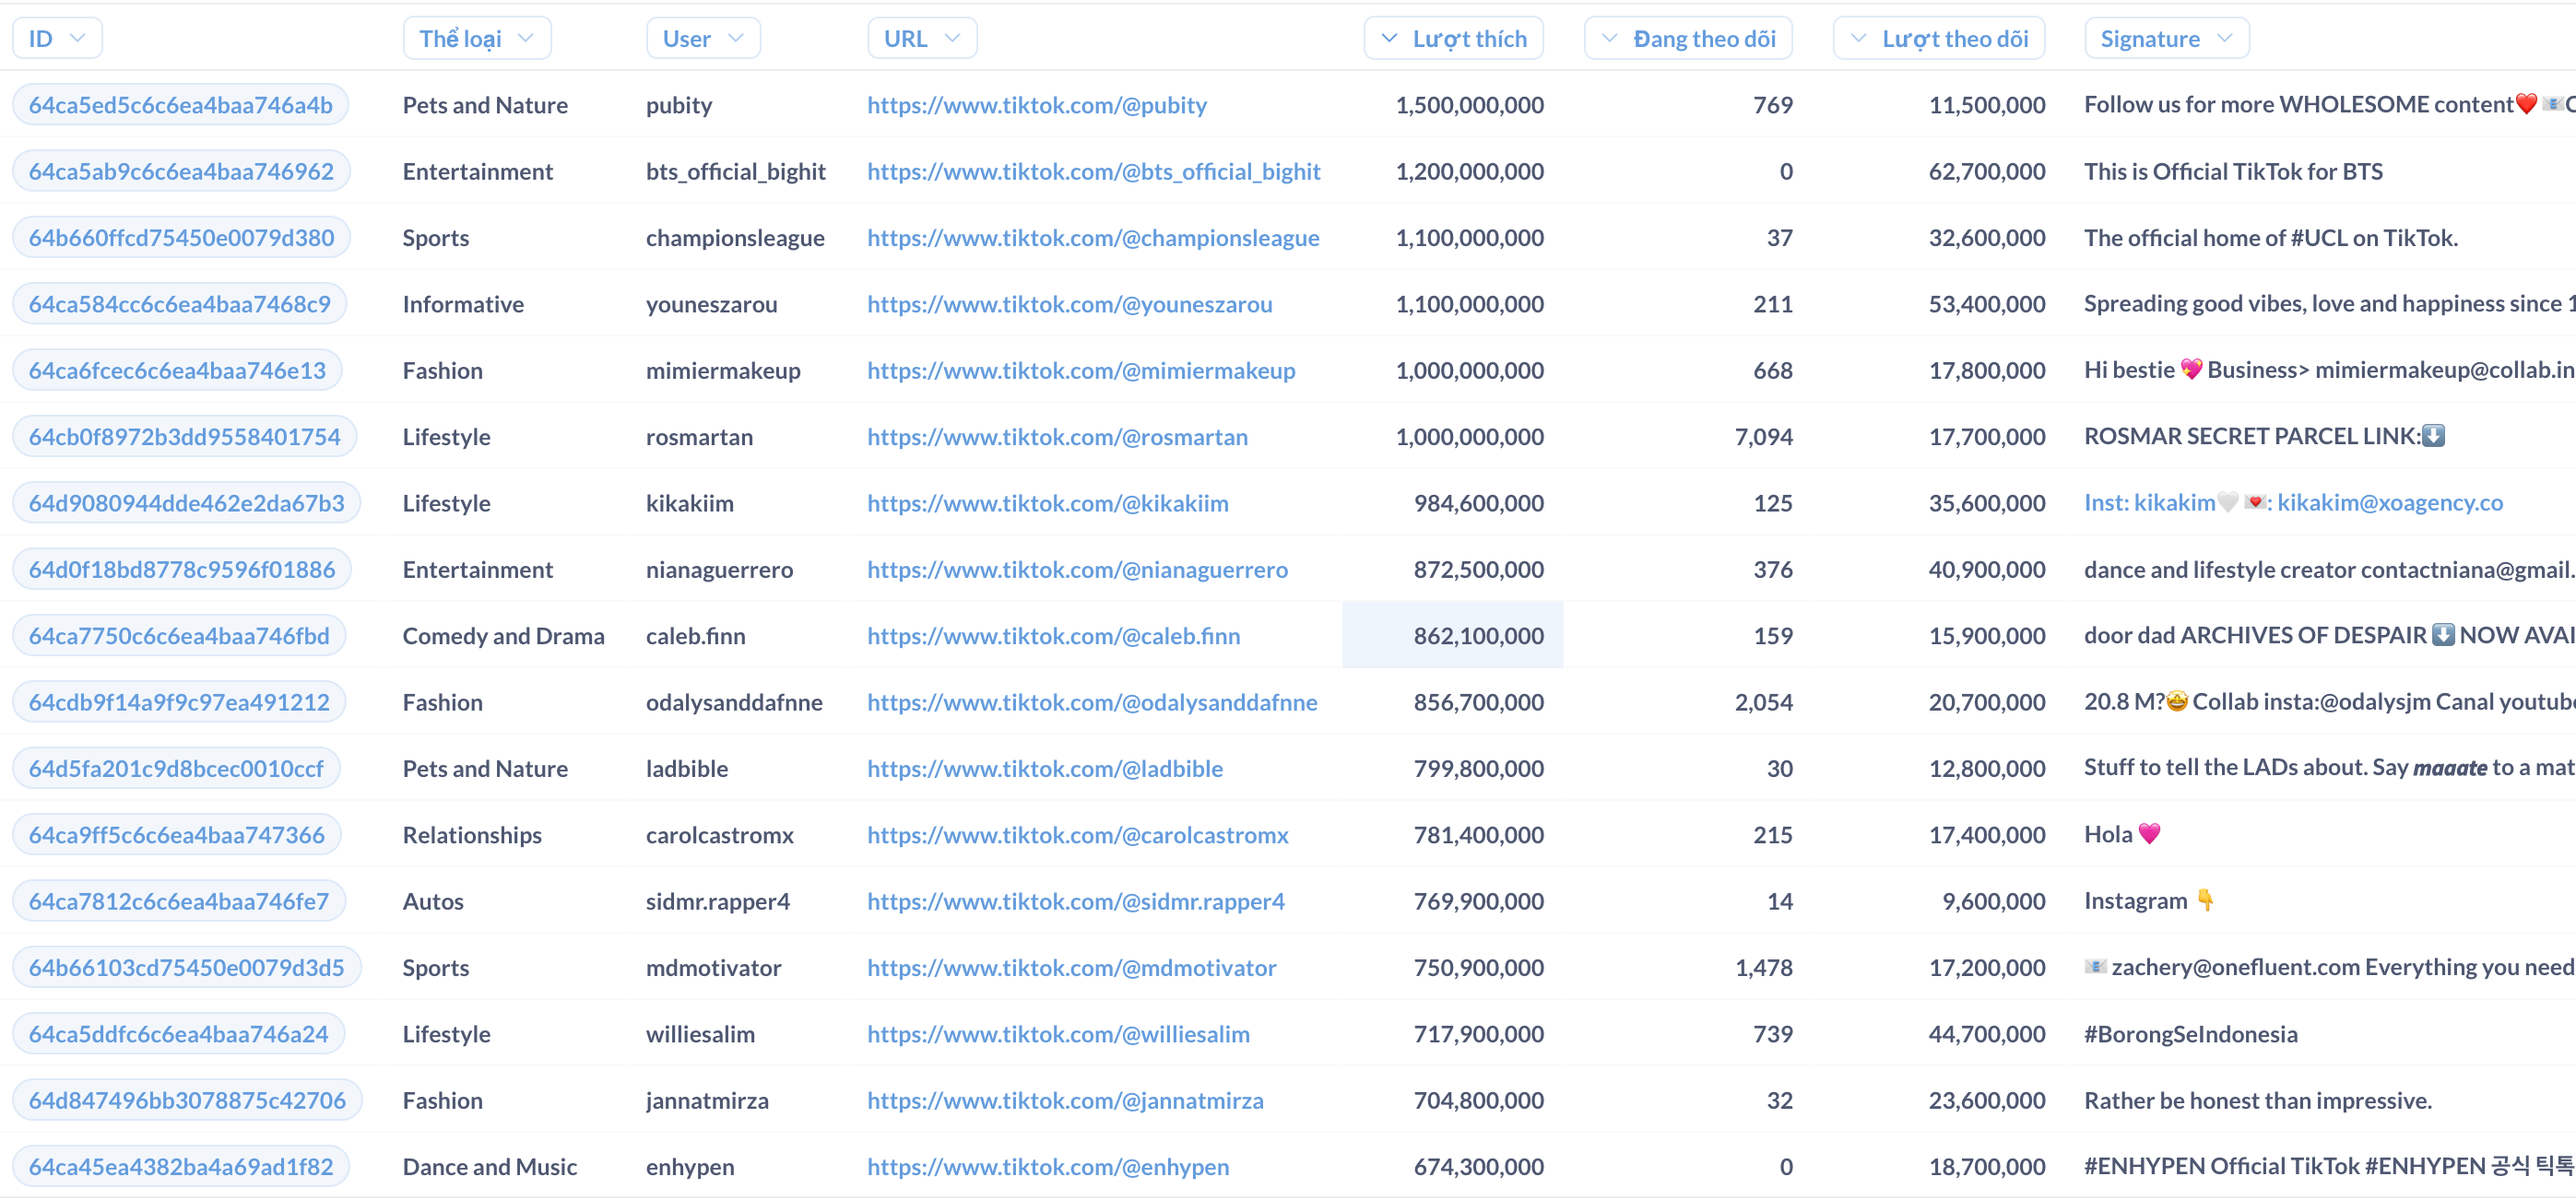 ID Thể loại User URL Lượt thích Đang theo dõi Lượt theo dõi Signature
64ca5ed5c6c6ea4baa746a4b Pets and Nature pubity https://www.tiktok.com/@pubity 1,500,000,000 769 11,500,000 Follow us for more WHOLESOME content❤️ 📧
64ca5ab9c6c6ea4baa746962 Entertainment bts_official_bighit https://www.tiktok.com/@bts_official_bighit 1,200,000,000 0 62,700,000 This is Official TikTok for BTS
64b660ffcd75450e0079d380 Sports championsleague https://www.tiktok.com/@championsleague 1,100,000,000 37 32,600,000 The official home of #UCL on TikTok.
64ca584cc6c6ea4baa7468c9 Informative youneszarou https://www.tiktok.com/@youneszarou 1,100,000,000 211 53,400,000 Spreading good vibes, love and happiness since 1
64ca6fcec6c6ea4baa746e13 Fashion mimiermakeup https://www.tiktok.com/@mimiermakeup 1,000,000,000 668 17,800,000 Hi bestie 💖 Business> mimiermakeup@collab.in
64cb0f8972b3dd9558401754 Lifestyle rosmartan https://www.tiktok.com/@rosmartan 1,000,000,000 7,094 17,700,000 ROSMAR SECRET PARCEL LINK:⬇️
64d9080944dde462e2da67b3 Lifestyle kikakiim https://www.tiktok.com/@kikakiim 984,600,000 125 35,600,000 Inst: kikakim🤍 💌: kikakim@xoagency.co
64d0f18bd8778c9596f01886 Entertainment nianaguerrero https://www.tiktok.com/@nianaguerrero 872,500,000 376 40,900,000 dance and lifestyle creator contactniana@gmail.
64ca7750c6c6ea4baa746fbd Comedy and Drama caleb.finn https://www.tiktok.com/@caleb.finn 862,100,000 159 15,900,000 door dad ARCHIVES OF DESPAIR ⬇️ NOW AVAI
64cdb9f14a9f9c97ea491212 Fashion odalysanddafnne https://www.tiktok.com/@odalysanddafnne 856,700,000 2,054 20,700,000 20.8 M?🤩 Collab insta:@odalysjm Canal youtube
64d5fa201c9d8bcec0010ccf Pets and Nature ladbible https://www.tiktok.com/@ladbible 799,800,000 30 12,800,000 Stuff to tell the LADs about. Say 𝙢𝙖𝙖𝙖𝙩𝙚 to a mat
64ca9ff5c6c6ea4baa747366 Relationships carolcastromx https://www.tiktok.com/@carolcastromx 781,400,000 215 17,400,000 Hola 💗
64ca7812c6c6ea4baa746fe7 Autos sidmr.rapper4 https://www.tiktok.com/@sidmr.rapper4 769,900,000 14 9,600,000 Instagram 👇
64b66103cd75450e0079d3d5 Sports mdmotivator https://www.tiktok.com/@mdmotivator 750,900,000 1,478 17,200,000 📧 zachery@onefluent.com Everything you need
64ca5ddfc6c6ea4baa746a24 Lifestyle williesalim https://www.tiktok.com/@williesalim 717,900,000 739 44,700,000 #BorongSeIndonesia
64d847496bb3078875c42706 Fashion jannatmirza https://www.tiktok.com/@jannatmirza 704,800,000 32 23,600,000 Rather be honest than impressive.
64ca45ea4382ba4a69ad1f82 Dance and Music enhypen https://www.tiktok.com/@enhypen 674,300,000 0 18,700,000 #ENHYPEN Official TikTok #ENHYPEN 공식 틱톡